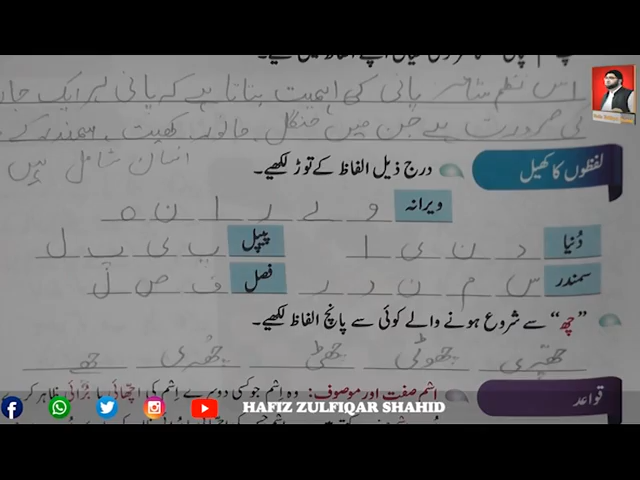 اس نظم شاعر پانی کی اہمیت بتاتا ہے کہ پانی ہر ایک
کی ضرورت ہے جن میں جنگل، جانور، کھیت، سمندر کے
انسان شامل ہیں
لفظوں کا کھیل
درج ذیل الفاظ کے توڑ لکھیے۔
ویرانہ و ی ر ا ن ہ
دُنیا د ن ی ا پیپل پ ی پ ل
سمندر س م ن د ر فصل ف ص ل
”چھ“ سے شروع ہونے والے کوئی سے پانچ الفاظ لکھیے۔
چھتری چھوٹی چھٹی چھری چھے
قواعد
اسم صفت اور موصوف: وہ اِسم جو کسی دوسرے اِسم کی اچھائی یا بُرائی ظاہر کرے
HAFIZ ZULFIQAR SHAHID